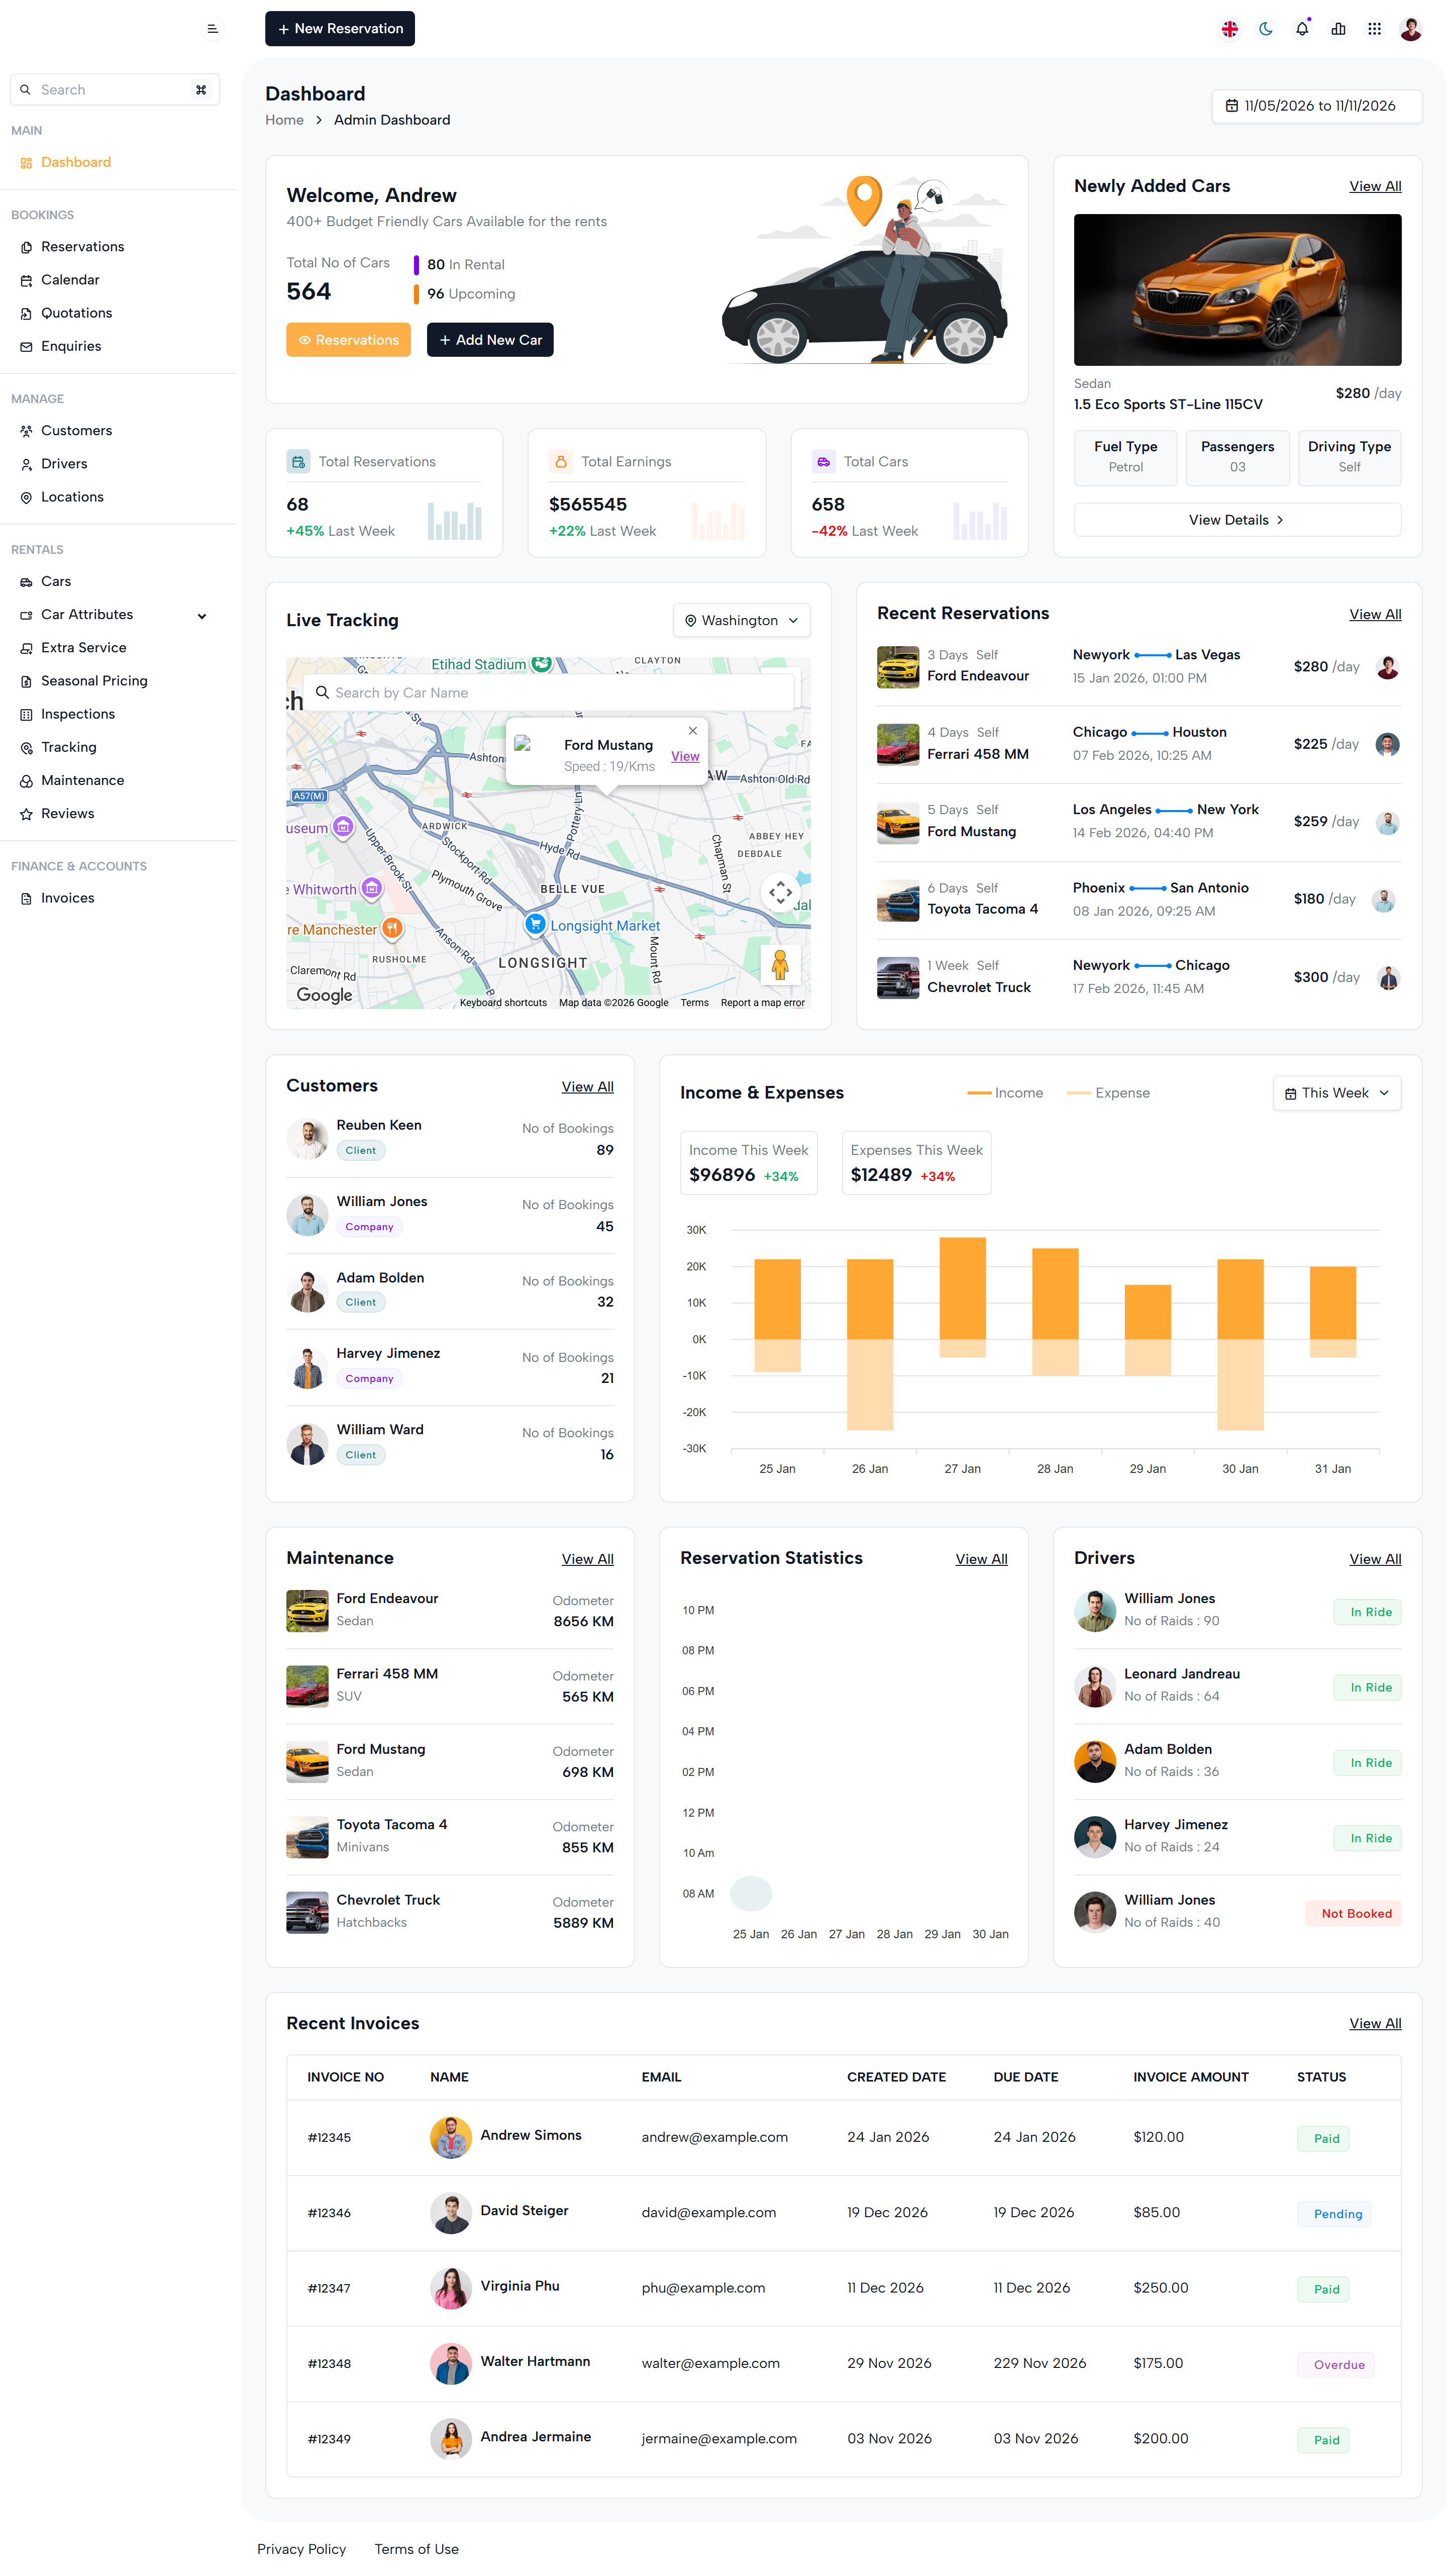 New Reservation
Search
MAIN
Dashboard
BOOKINGS
Reservations
Calendar
Quotations
Enquiries
MANAGE
Customers
Drivers
Locations
RENTALS
Cars
Car Attributes
Extra Service
Seasonal Pricing
Inspections
Tracking
Maintenance
Reviews
FINANCE & ACCOUNTS
Invoices
Dashboard
Home > Admin Dashboard
11/05/2026 to 11/11/2026
Welcome, Andrew
400+ Budget Friendly Cars Available for the rents
Total No of Cars
564
80 In Rental
96 Upcoming
Reservations
Add New Car
Newly Added Cars
View All
Sedan
1.5 Eco Sports ST-Line 115CV
$280 /day
Fuel Type
Petrol
Passengers
03
Driving Type
Self
View Details
Total Reservations
68
+45% Last Week
Total Earnings
$565545
+22% Last Week
Total Cars
658
-42% Last Week
Live Tracking
Washington
Etihad Stadium
CLAYTON
Search by Car Name
Ford Mustang
Speed : 19/Kms
View
Ashton
AW
Ashton Old Rd
A57(M)
useum
ARDWICK
Pottery Ln
ABBEY HEY
DEBDALE
Hyde Rd
Chapman St
Upper Brook St
Stockport Rd
Plymouth Grove
BELLE VUE
e Whitworth
re Manchester
Longsight Market
Anson Rd
Mount Rd
RUSHOLME
LONGSIGHT
Claremont Rd
Google
Keyboard shortcuts Map data ©2026 Google Terms Report a map error
Recent Reservations
View All
3 Days Self
Ford Endeavour
Newyork Las Vegas
15 Jan 2026, 01:00 PM
$280 /day
4 Days Self
Ferrari 458 MM
Chicago Houston
07 Feb 2026, 10:25 AM
$225 /day
5 Days Self
Ford Mustang
Los Angeles New York
14 Feb 2026, 04:40 PM
$259 /day
6 Days Self
Toyota Tacoma 4
Phoenix San Antonio
08 Jan 2026, 09:25 AM
$180 /day
1 Week Self
Chevrolet Truck
Newyork Chicago
17 Feb 2026, 11:45 AM
$300 /day
Customers
View All
Reuben Keen
Client
No of Bookings
89
William Jones
Company
No of Bookings
45
Adam Bolden
Client
No of Bookings
32
Harvey Jimenez
Company
No of Bookings
21
William Ward
Client
No of Bookings
16
Income & Expenses
Income
Expense
This Week
Income This Week
$96896 +34%
Expenses This Week
$12489 +34%
30K
20K
10K
0K
-10K
-20K
-30K
25 Jan 26 Jan 27 Jan 28 Jan 29 Jan 30 Jan 31 Jan
Maintenance
View All
Ford Endeavour
Sedan
Odometer
8656 KM
Ferrari 458 MM
SUV
Odometer
565 KM
Ford Mustang
Sedan
Odometer
698 KM
Toyota Tacoma 4
Minivans
Odometer
855 KM
Chevrolet Truck
Hatchbacks
Odometer
5889 KM
Reservation Statistics
View All
10 PM
08 PM
06 PM
04 PM
02 PM
12 PM
10 Am
08 AM
25 Jan 26 Jan 27 Jan 28 Jan 29 Jan 30 Jan
Drivers
View All
William Jones
No of Raids : 90
In Ride
Leonard Jandreau
No of Raids : 64
In Ride
Adam Bolden
No of Raids : 36
In Ride
Harvey Jimenez
No of Raids : 24
In Ride
William Jones
No of Raids : 40
Not Booked
Recent Invoices
View All
INVOICE NO NAME EMAIL CREATED DATE DUE DATE INVOICE AMOUNT STATUS
#12345 Andrew Simons andrew@example.com 24 Jan 2026 24 Jan 2026 $120.00 Paid
#12346 David Steiger david@example.com 19 Dec 2026 19 Dec 2026 $85.00 Pending
#12347 Virginia Phu phu@example.com 11 Dec 2026 11 Dec 2026 $250.00 Paid
#12348 Walter Hartmann walter@example.com 29 Nov 2026 229 Nov 2026 $175.00 Overdue
#12349 Andrea Jermaine jermaine@example.com 03 Nov 2026 03 Nov 2026 $200.00 Paid
Privacy Policy Terms of Use